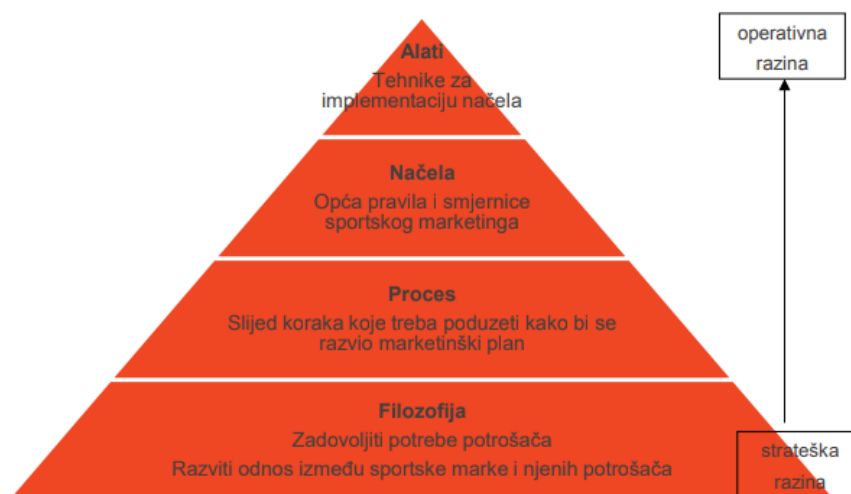 Alati
Tehnike za
implementaciju načela
operativna
razina
Načela
Opća pravila i smjernice
sportskog marketinga
Proces
Slijed koraka koje treba poduzeti kako bi se
razvio marketinški plan
Filozofija
Zadovoljiti potrebe potrošača
Razviti odnos između sportske marke i njenih potrošača
strateška
razina